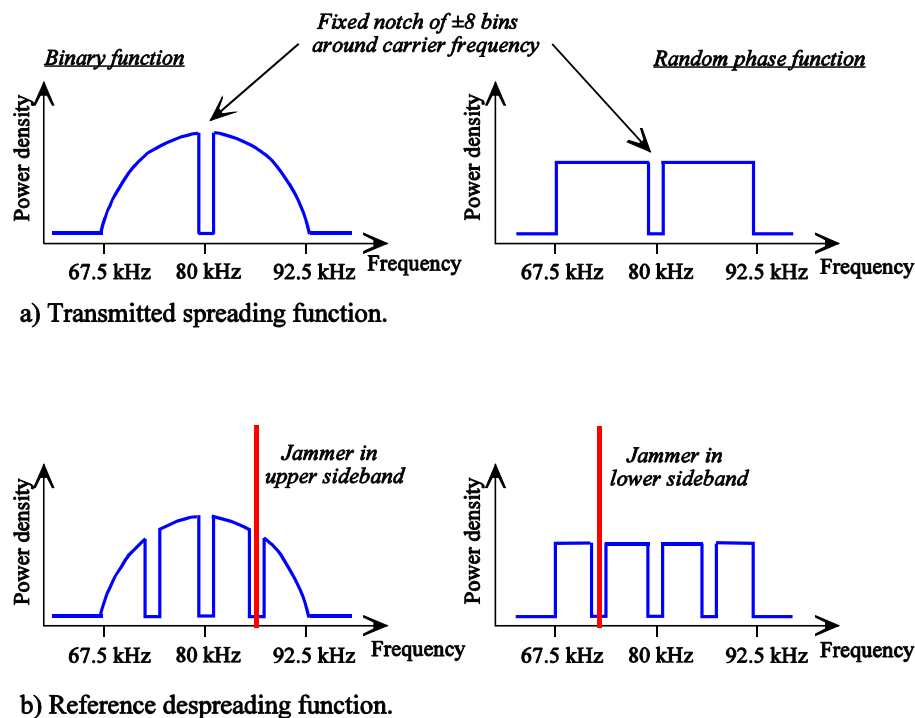 Fixed notch of ±8 bins
around carrier frequency
Binary function
Random phase function
Power density
67.5 kHz
80 kHz
92.5 kHz
Frequency
Power density
67.5 kHz
80 kHz
92.5 kHz
Frequency
a) Transmitted spreading function.
Jammer in
upper sideband
Power density
67.5 kHz
80 kHz
92.5 kHz
Frequency
Jammer in
lower sideband
Power density
67.5 kHz
80 kHz
92.5 kHz
Frequency
b) Reference despreading function.